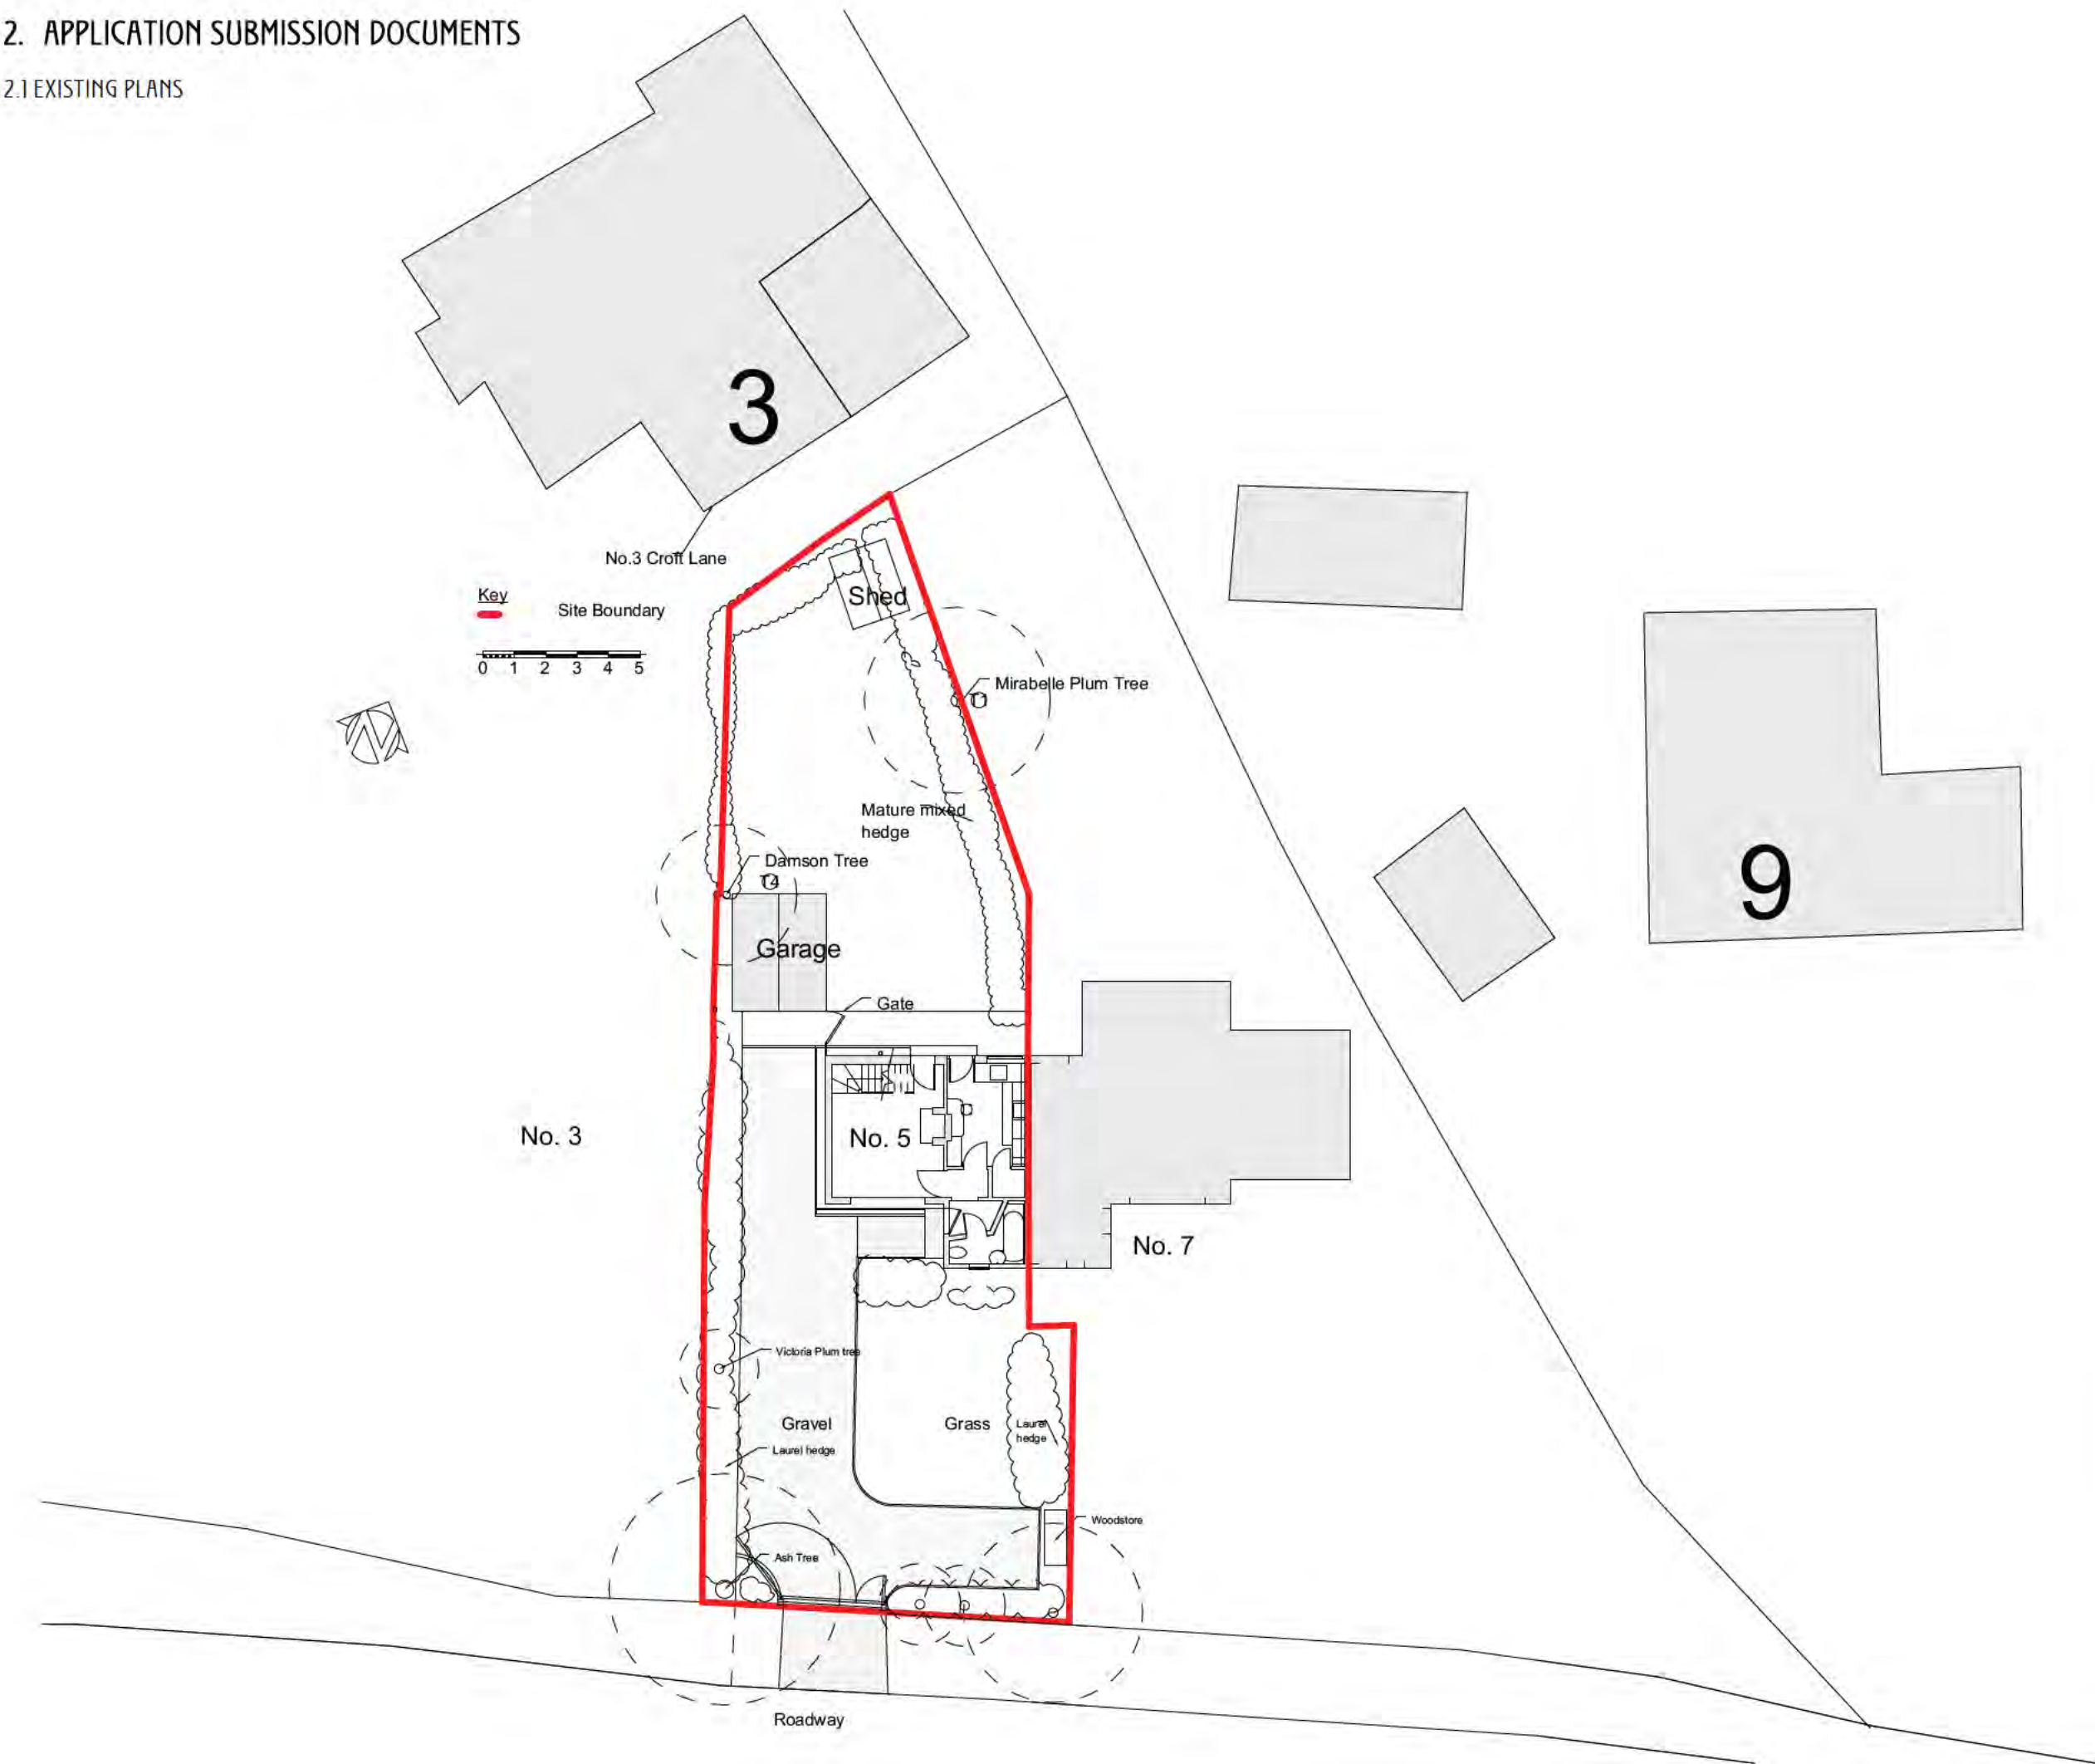 2. APPLICATION SUBMISSION DOCUMENTS
2.1 EXISTING PLANS
3
No.3 Croft Lane
Key
Site Boundary
0 1 2 3 4 5
Shed
T1
Mirabelle Plum Tree
N
Mature mixed
hedge
Damson Tree
T4
Garage
9
Gate
No. 3
No. 5
No. 7
Victoria Plum tree
Gravel
Grass
Laurel
hedge
Laurel hedge
Woodstore
Ash Tree
Roadway